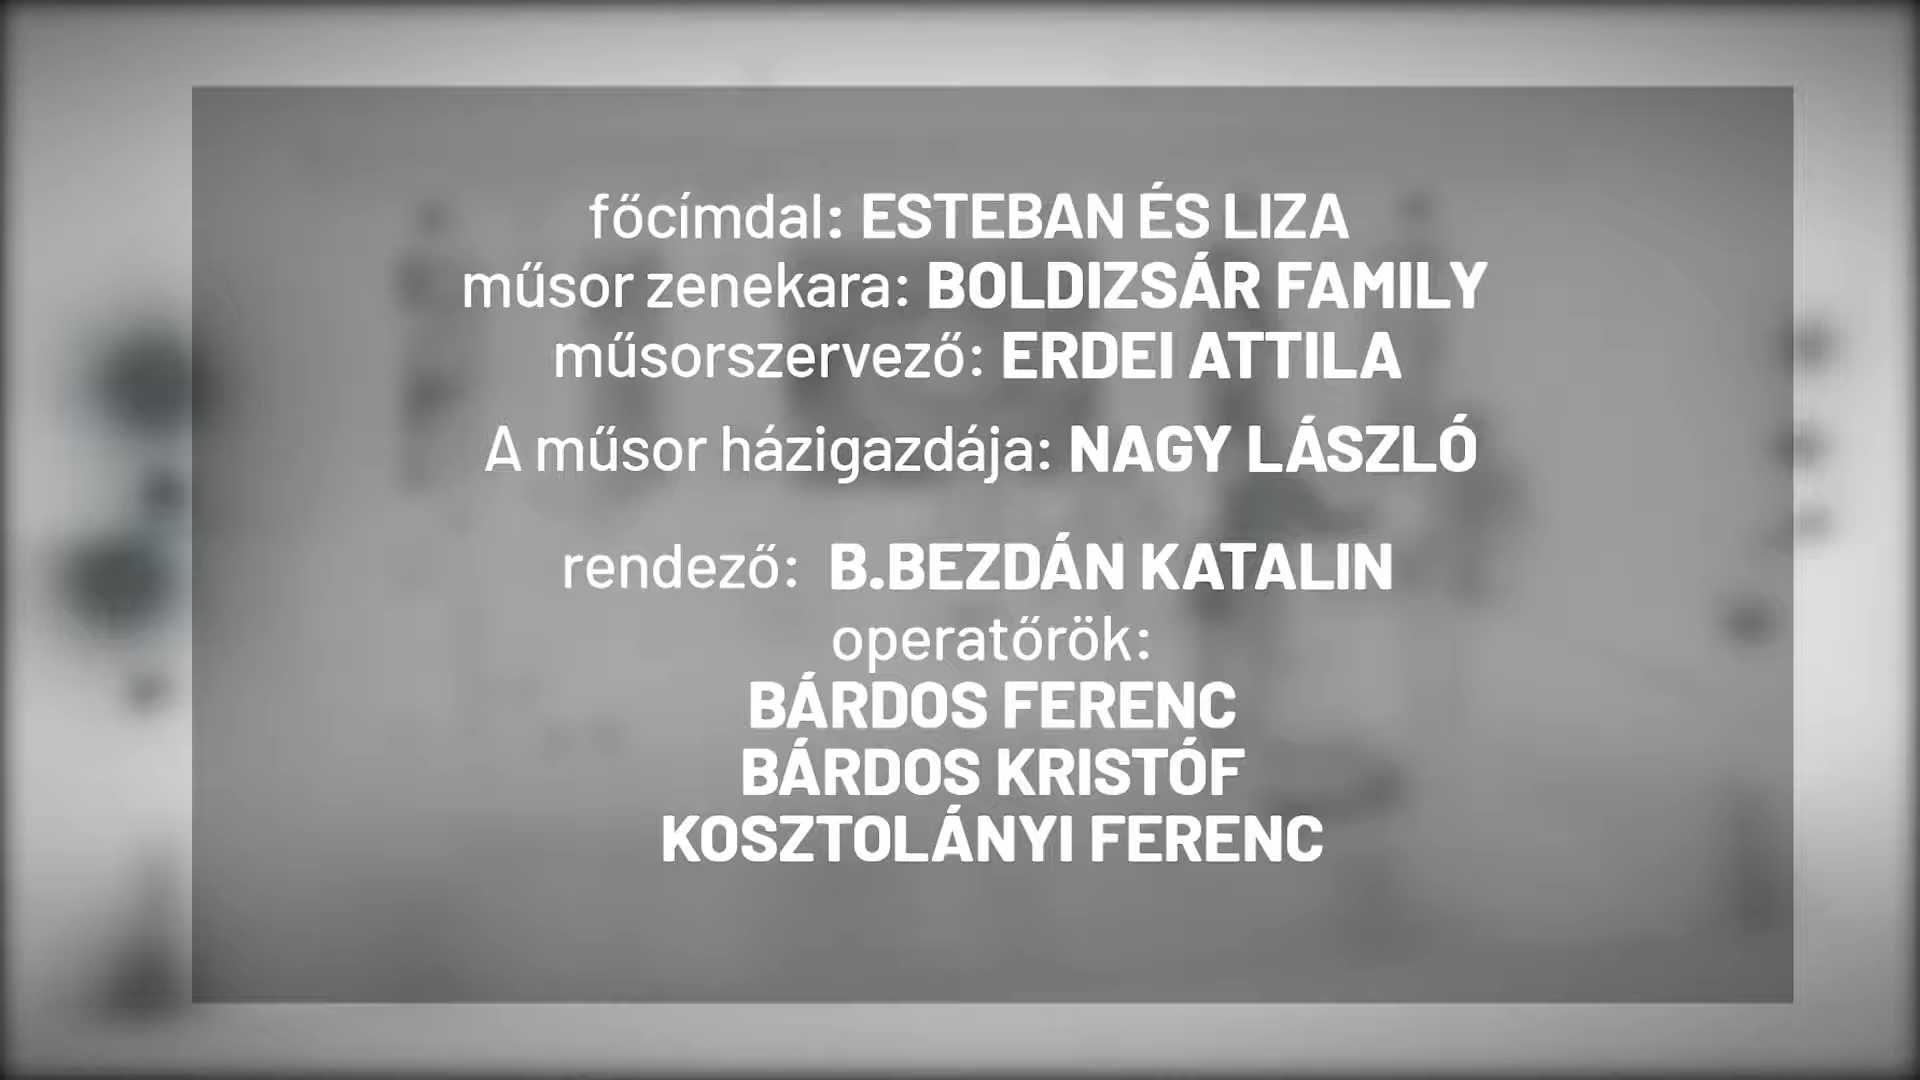 főcímdal: ESTEBAN ÉS LIZA
műsor zenekara: BOLDIZSÁR FAMILY
műsorszervező: ERDEI ATTILA
A műsor házigazdája: NAGY LÁSZLÓ
rendező: B.BEZDÁN KATALIN
operatőrök:
BÁRDOS FERENC
BÁRDOS KRISTÓF
KOSZTOLÁNYI FERENC